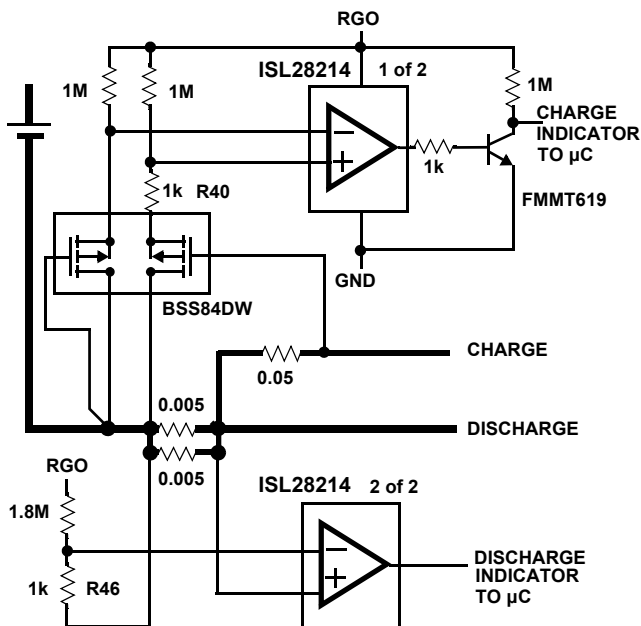 RGO
ISL28214 1 of 2
1M
1M
1M
CHARGE
INDICATOR
TO µC
1k
1k R40
FMMT619
GND
BSS84DW
CHARGE
0.05
0.005
DISCHARGE
0.005
RGO
ISL28214 2 of 2
1.8M
DISCHARGE
INDICATOR
TO µC
1k R46